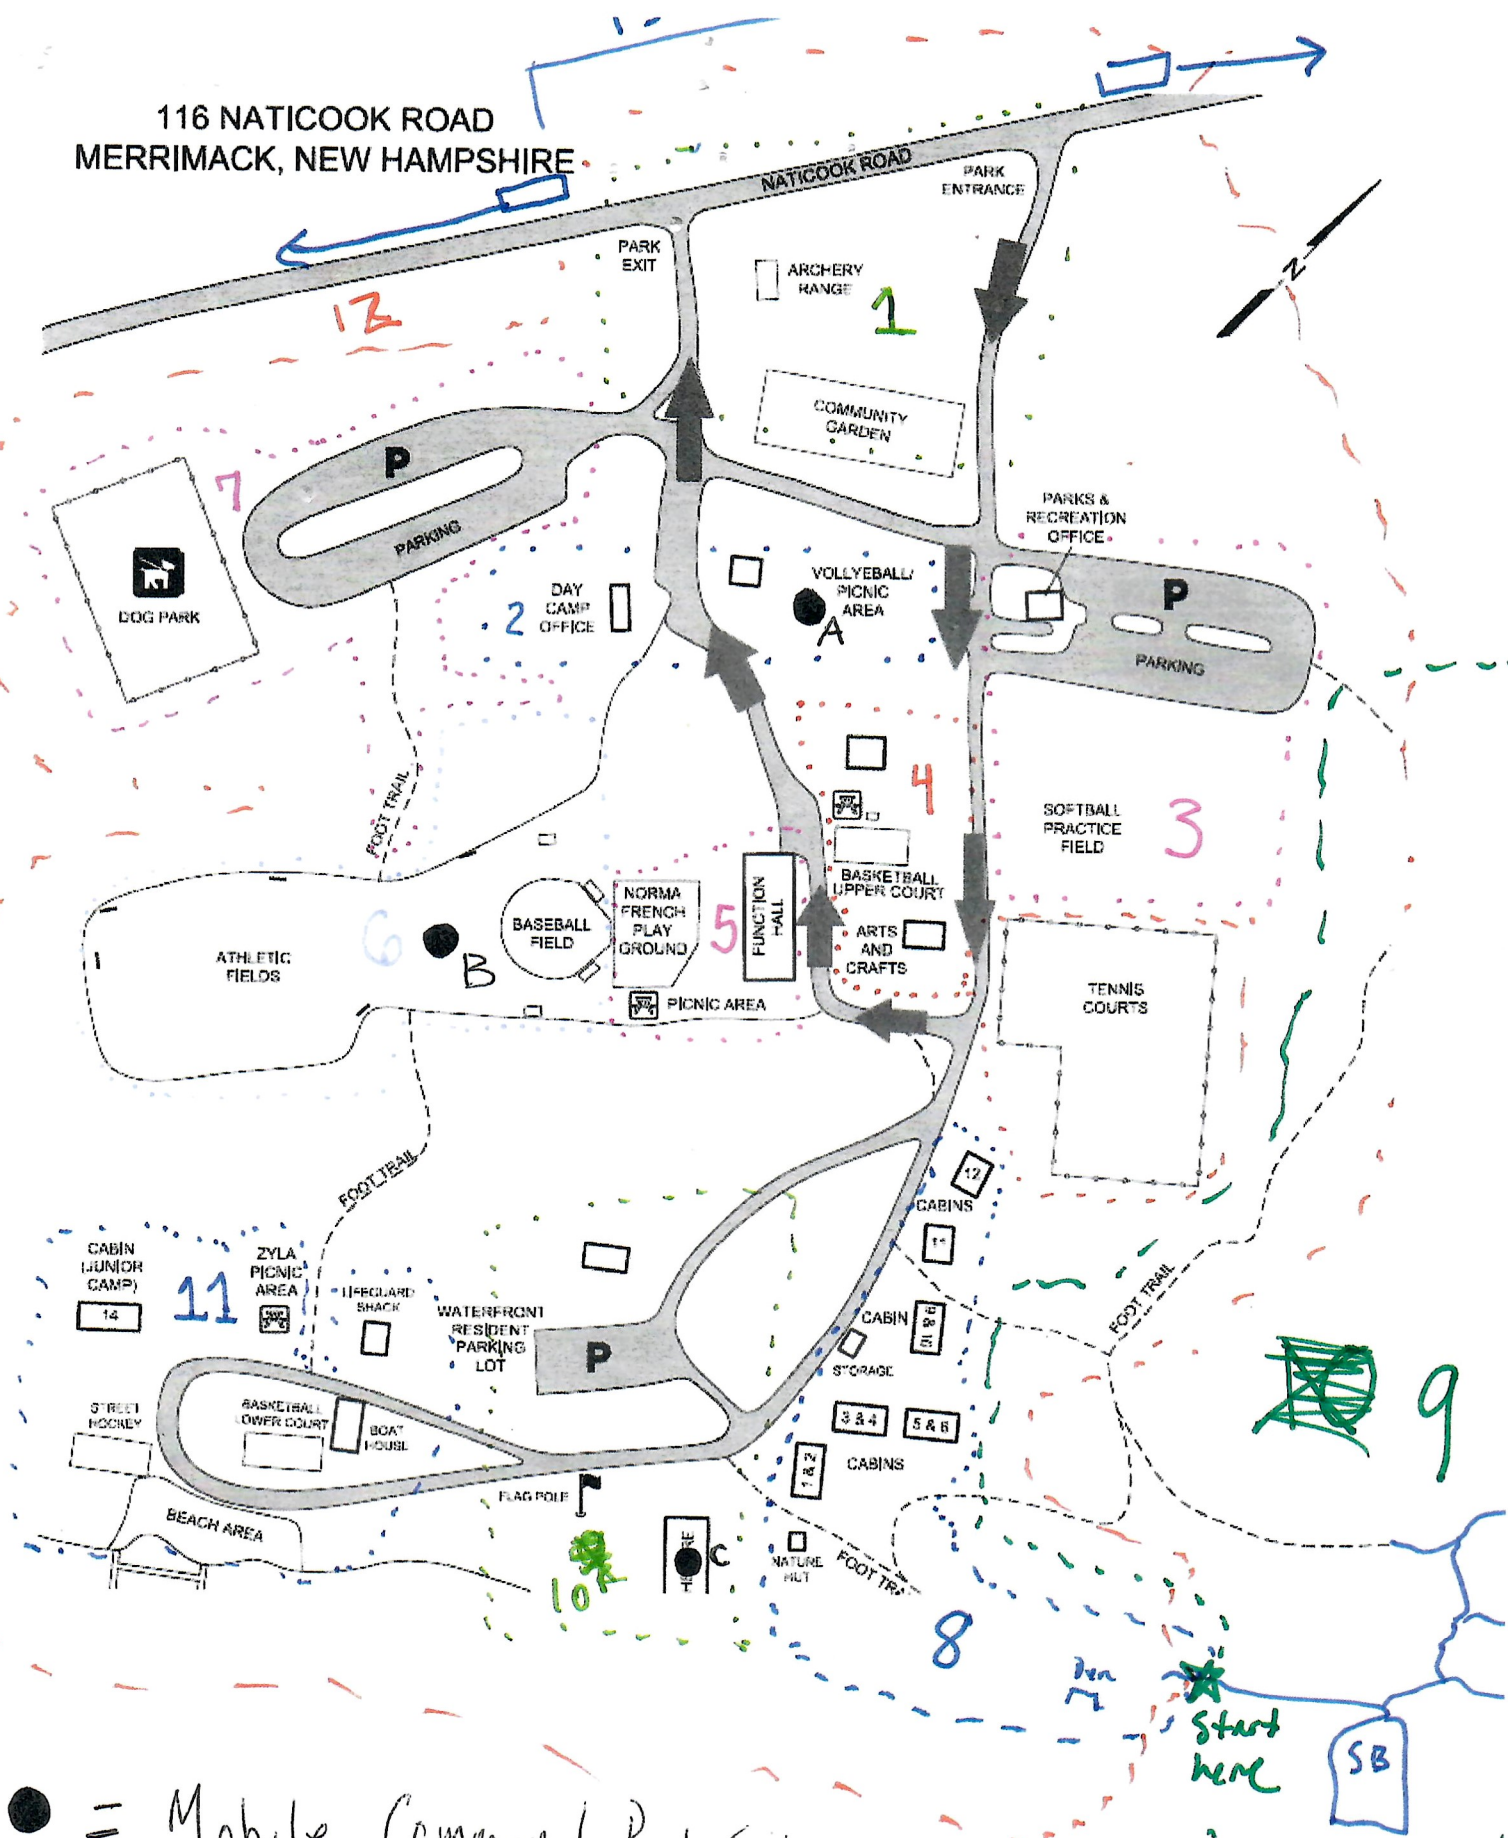 116 NATICOOK ROAD
MERRIMACK, NEW HAMPSHIRE
NATICOOK ROAD
PARK
ENTRANCE
PARK
EXIT
ARCHERY
RANGE
1
N
12
COMMUNITY
GARDEN
P
PARKING
7
DOG PARK
PARKS &
RECREATION
OFFICE
P
PARKING
DAY
CAMP
OFFICE
2
VOLLYEBALL/
PICNIC
AREA
A
4
SOFTBALL
PRACTICE
FIELD
3
FOOT TRAIL
BASKETBALL
UPPER COURT
ARTS
AND
CRAFTS
FUNCTION
HALL
5
NORMA
FRENCH
PLAY
GROUND
BASEBALL
FIELD
6
B
ATHLETIC
FIELDS
PICNIC AREA
TENNIS
COURTS
FOOT TRAIL
12
CABINS
11
CABIN
STORAGE
3 & 4
5 & 6
1 & 2
CABINS
FOOT TRAIL
9
CABIN
(JUNIOR
CAMP)
14
11
ZYLA
PICNIC
AREA
LIFEGUARD
SHACK
WATERFRONT
RESIDENT
PARKING
LOT
P
STREET
HOCKEY
BASKETBALL
LOWER COURT
BOAT
HOUSE
FLAG POLE
BEACH AREA
10
C
NATURE
HUT
FOOT TRA
8
Start
here
SB
= Mobile Command